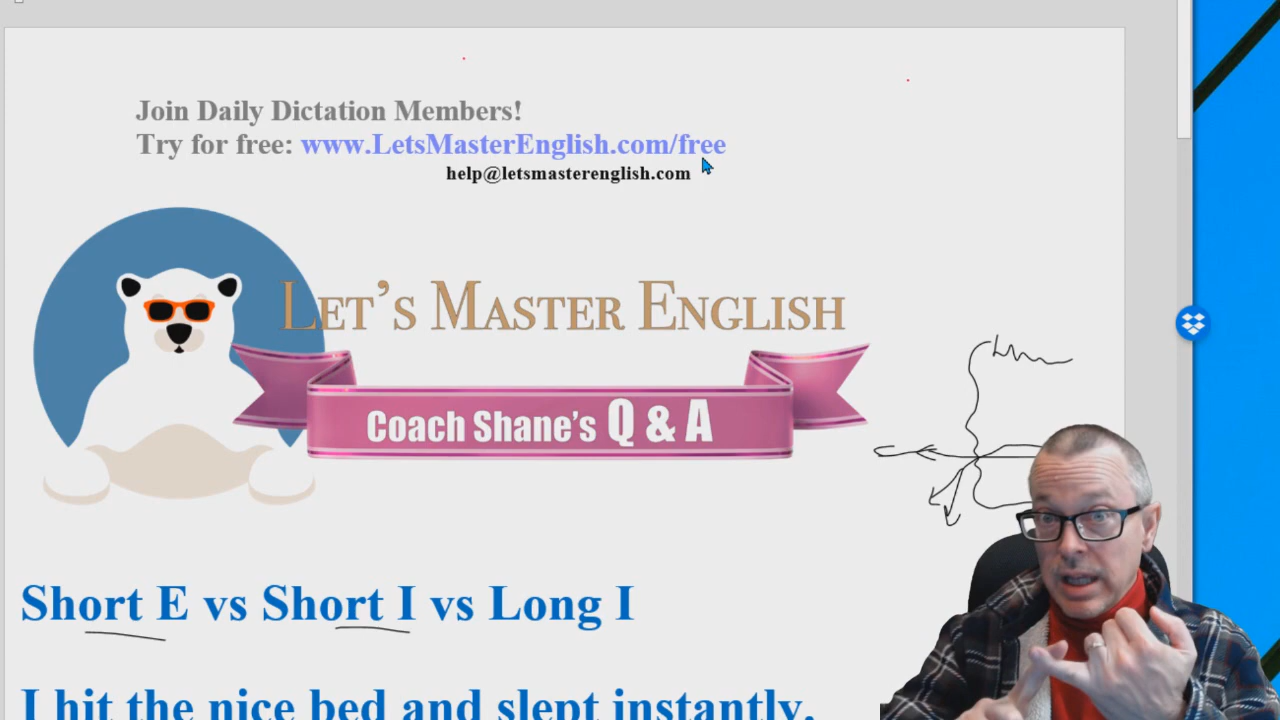 Join Daily Dictation Members!
Try for free: www.LetsMasterEnglish.com/free
help@letsmasterenglish.com
LET'S MASTER ENGLISH
Coach Shane's Q & A
Short E vs Short I vs Long I
I hit the nice bed and slept instantly.